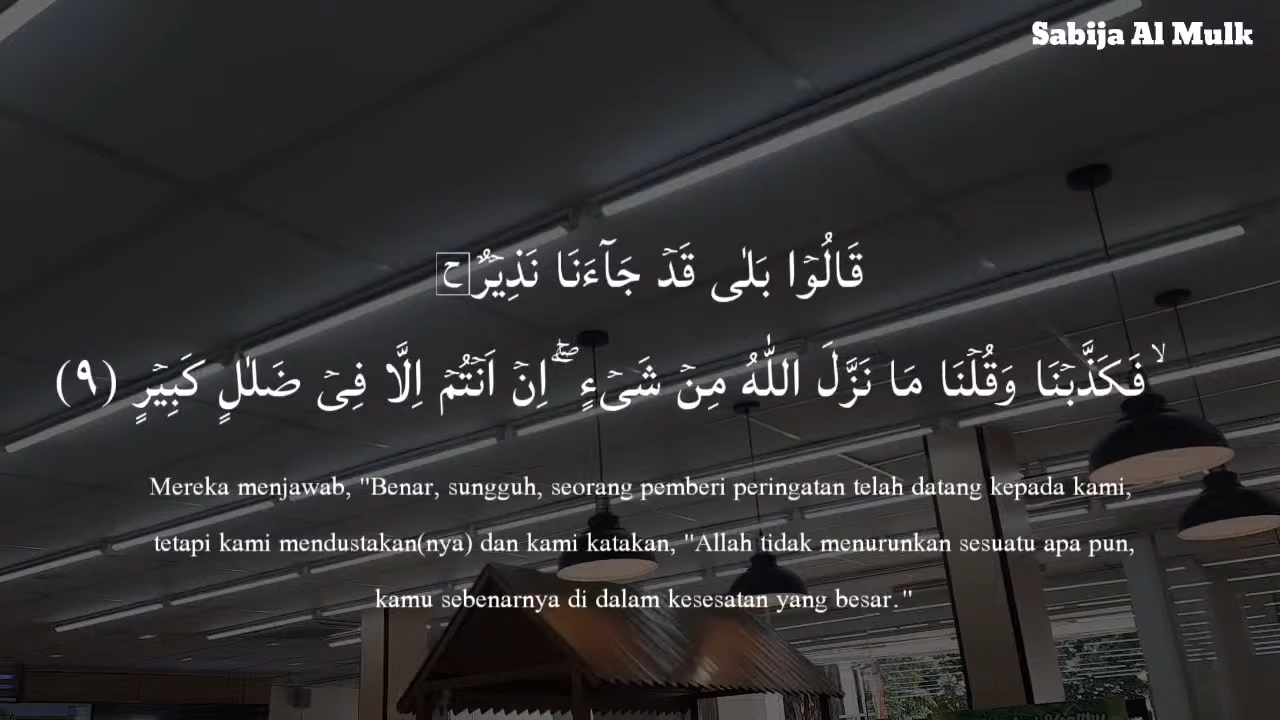 Sabija Al Mulk
قَالُوْا بَلٰى قَدْ جَاۤءَنَا نَذِيْرٌ ەۙ ح
ۙ فَكَذَّبْنَا وَقُلْنَا مَا نَزَّلَ اللّٰهُ مِنْ شَيْءٍۖ اِنْ اَنْتُمْ اِلَّا فِيْ ضَلٰلٍ كَبِيْرٍ (٩)
Mereka menjawab, "Benar, sungguh, seorang pemberi peringatan telah datang kepada kami,
tetapi kami mendustakan(nya) dan kami katakan, "Allah tidak menurunkan sesuatu apa pun,
kamu sebenarnya di dalam kesesatan yang besar."